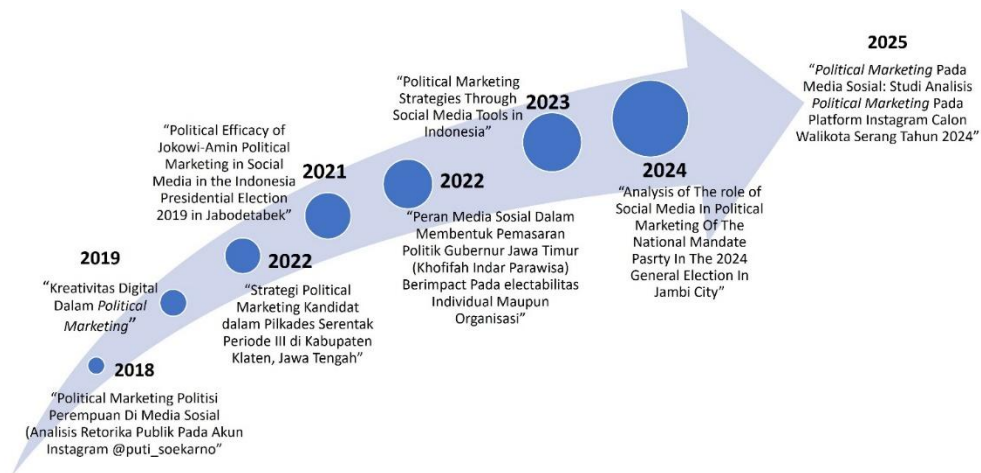 2018
“Political Marketing Politisi
Perempuan Di Media Sosial
(Analisis Retorika Publik Pada Akun
Instagram @puti_soekarno”
2019
“Kreativitas Digital
Dalam Political
Marketing”
2022
“Strategi Political
Marketing Kandidat
dalam Pilkades Serentak
Periode III di Kabupaten
Klaten, Jawa Tengah”
“Political Efficacy of
Jokowi-Amin Political
Marketing in Social
Media in the Indonesia
Presidential Election
2019 in Jabodetabek”
2021
2022
“Peran Media Sosial Dalam
Membentuk Pemasaran
Politik Gubernur Jawa Timur
(Khofifah Indar Parawisa)
Berimpact Pada electabilitas
Individual Maupun
Organisasi”
“Political Marketing
Strategies Through
Social Media Tools in
Indonesia”
2023
2024
“Analysis of The role of
Social Media In Political
Marketing Of The
National Mandate
Pasrty In The 2024
General Election In
Jambi City“
2025
“Political Marketing Pada
Media Sosial: Studi Analisis
Political Marketing Pada
Platform Instagram Calon
Walikota Serang Tahun 2024”